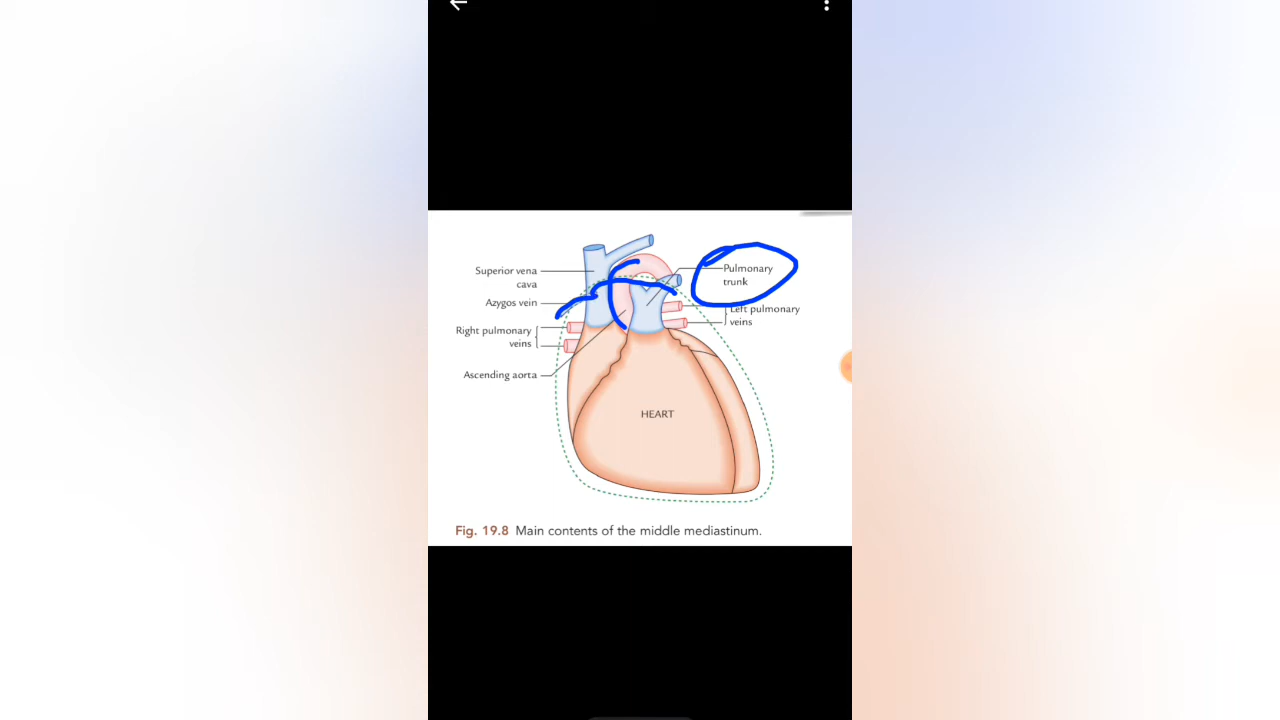 Superior vena
cava
Azygos vein
Right pulmonary
veins
Ascending aorta
Pulmonary
trunk
Left pulmonary
veins
HEART
Fig. 19.8 Main contents of the middle mediastinum.